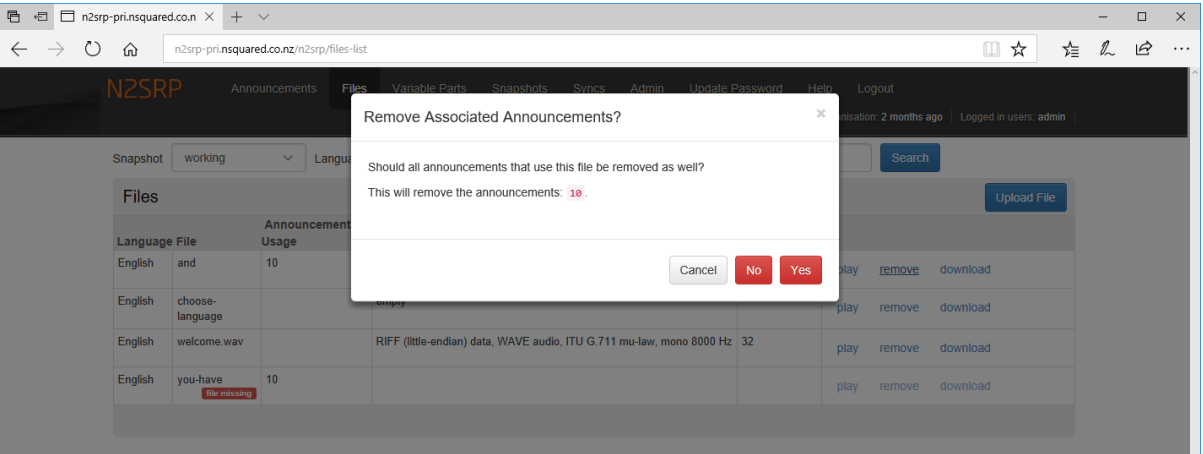 n2srp-pri.nsquared.co.n
n2srp-pri.nsquared.co.nz/n2srp/files-list
N2SRP Announcements Files Variable Parts Snapshots Syncs Admin Update Password Help Logout
nisation: 2 months ago Logged in users: admin
Remove Associated Announcements? ×
Should all announcements that use this file be removed as well?
This will remove the announcements: 10 .
Cancel No Yes
Snapshot working Langua Search
Files Upload File
Language File Announcement
Usage
English and 10 play remove download
English choose-
language empty play remove download
English welcome.wav RIFF (little-endian) data, WAVE audio, ITU G.711 mu-law, mono 8000 Hz 32 play remove download
English you-have 10 play remove download
file missing